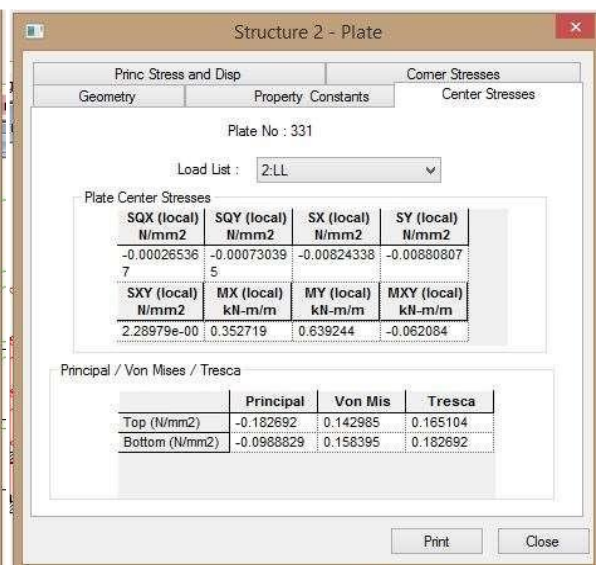 Structure 2 - Plate
Princ Stress and Disp Corner Stresses
Geometry Property Constants Center Stresses
Plate No : 331
Load List : 2:LL
Plate Center Stresses
SQX (local) SQY (local) SX (local) SY (local)
N/mm2 N/mm2 N/mm2 N/mm2
-0.00026536 -0.00073039 -0.00824338 -0.00880807
7 5
SXY (local) MX (local) MY (local) MXY (local)
N/mm2 kN-m/m kN-m/m kN-m/m
2.28979e-00 0.352719 0.639244 -0.062084
Principal / Von Mises / Tresca
Principal Von Mis Tresca
Top (N/mm2) -0.182692 0.142985 0.165104
Bottom (N/mm2) -0.0988829 0.158395 0.182692
Print Close